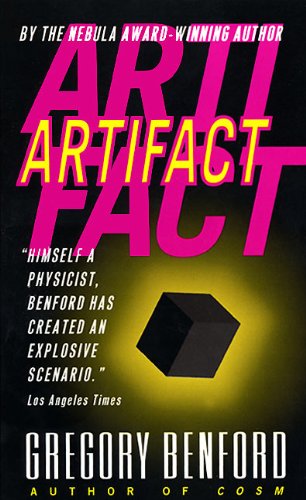 BY THE NEBULA AWARD-WINNING AUTHOR
ARTI
ARTIFACT
FACT
"HIMSELF A
PHYSICIST,
BENFORD HAS
CREATED AN
EXPLOSIVE
SCENARIO."
Los Angeles Times
GREGORY BENFORD
AUTHOR OF COSM